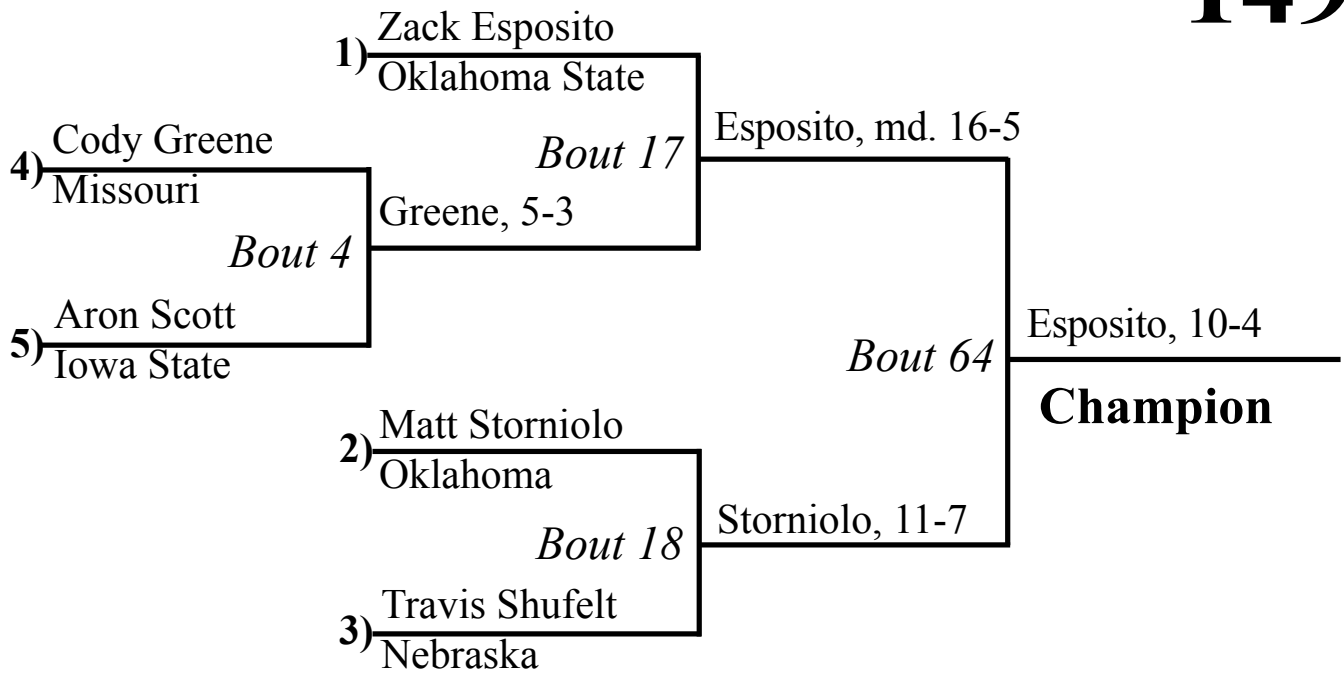 149
Zack Esposito
1)
Oklahoma State
Esposito, md. 16-5
Cody Greene
4)
Missouri
Bout 17
Greene, 5-3
Bout 4
Aron Scott
5)
Iowa State
Esposito, 10-4
Bout 64
Champion
Matt Storniolo
2)
Oklahoma
Storniolo, 11-7
Bout 18
Travis Shufelt
3)
Nebraska